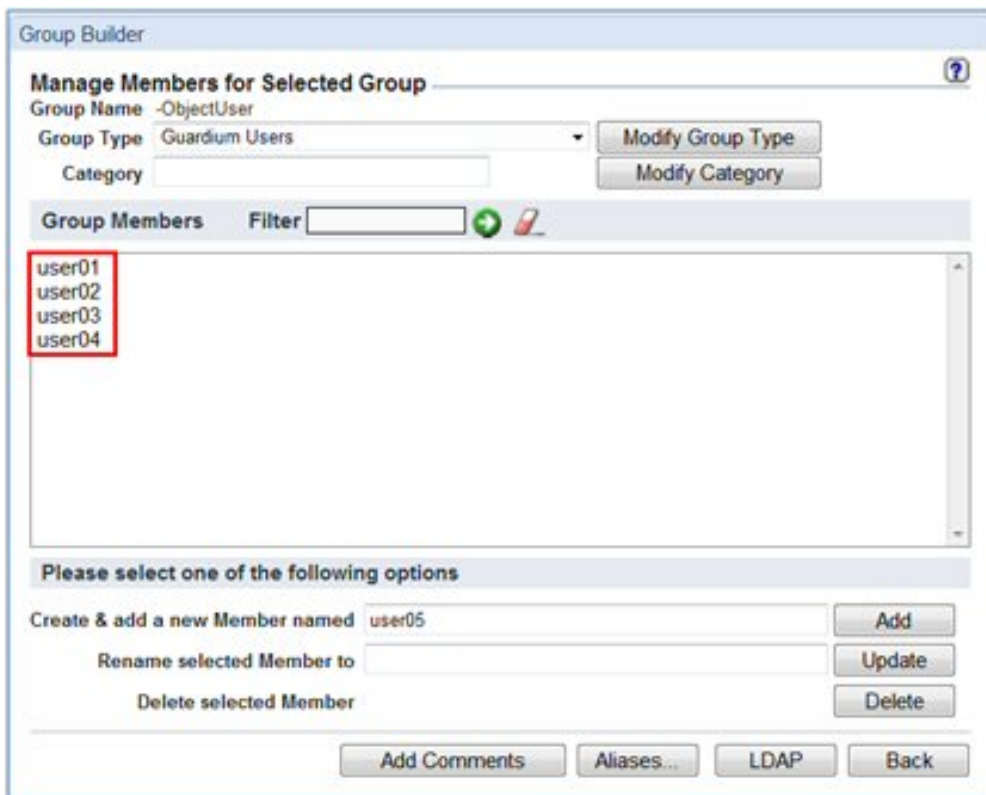 Group Builder
Manage Members for Selected Group
?
Group Name -ObjectUser
Group Type Guardium Users Modify Group Type
Category Modify Category
Group Members Filter
user01
user02
user03
user04
Please select one of the following options
Create & add a new Member named user05 Add
Rename selected Member to Update
Delete selected Member Delete
Add Comments Aliases... LDAP Back